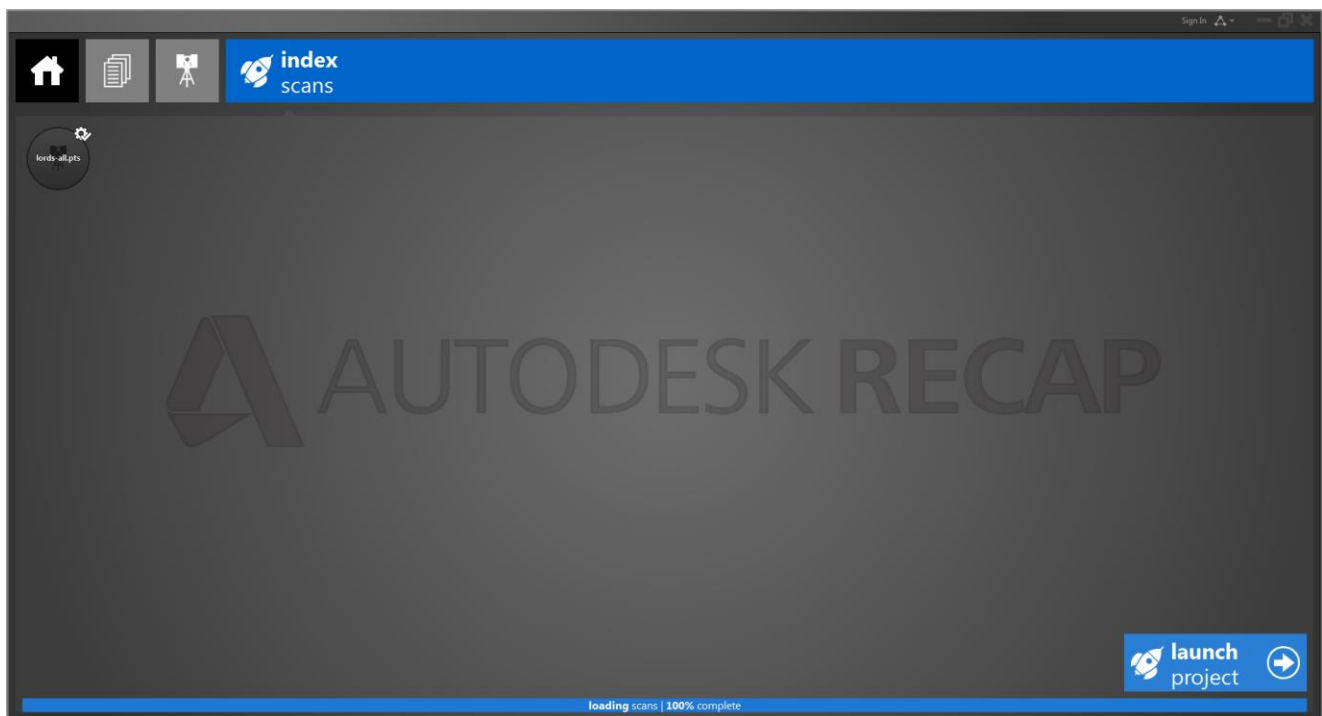 Sign In
index
scans
lords-all.pts
AUTODESK RECAP
launch
project
loading scans | 100% complete